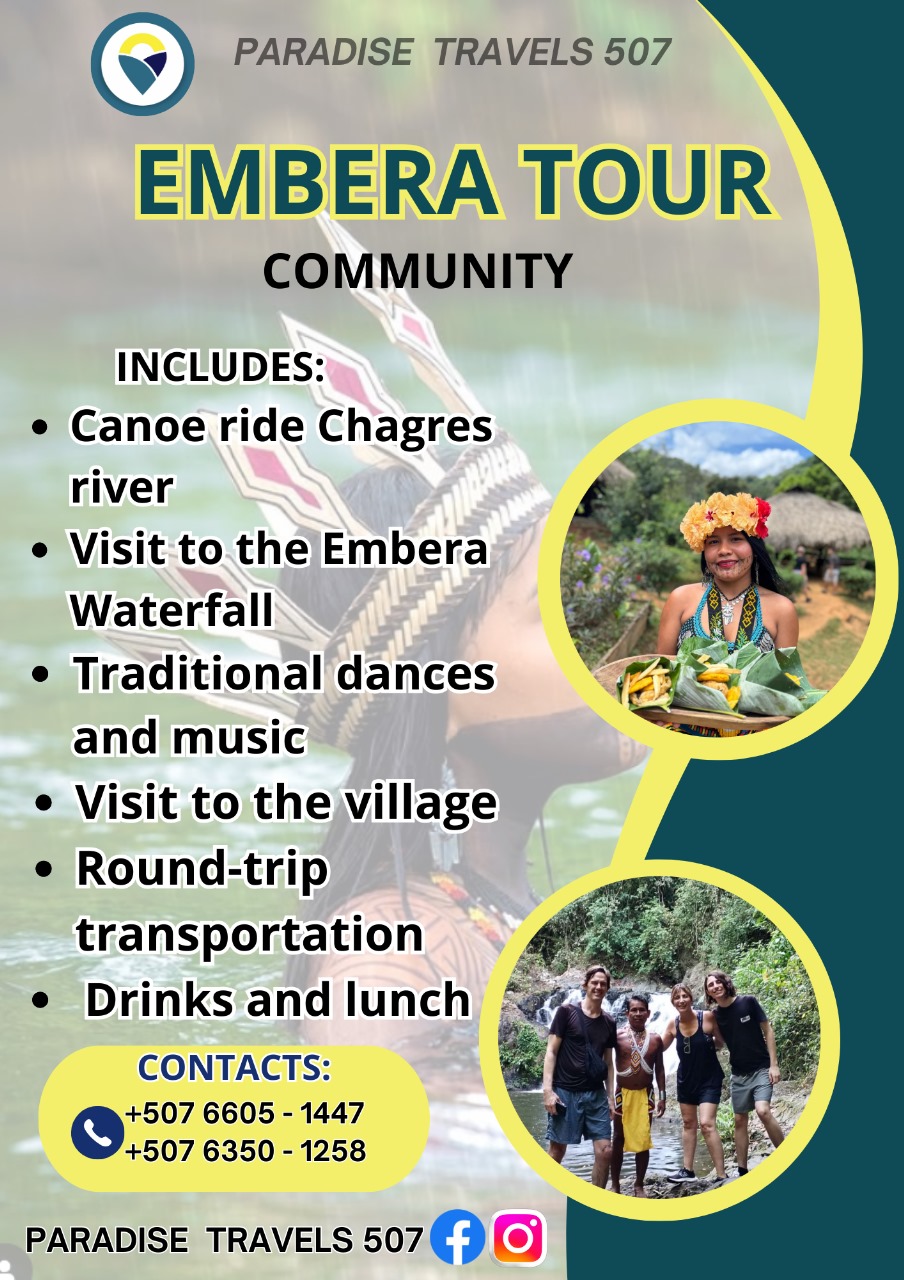 PARADISE TRAVELS 507
EMBERA TOUR
COMMUNITY
INCLUDES:
• Canoe ride Chagres
river
• Visit to the Embera
Waterfall
• Traditional dances
and music
• Visit to the village
• Round-trip
transportation
• Drinks and lunch
CONTACTS:
+507 6605 - 1447
+507 6350 - 1258
PARADISE TRAVELS 507